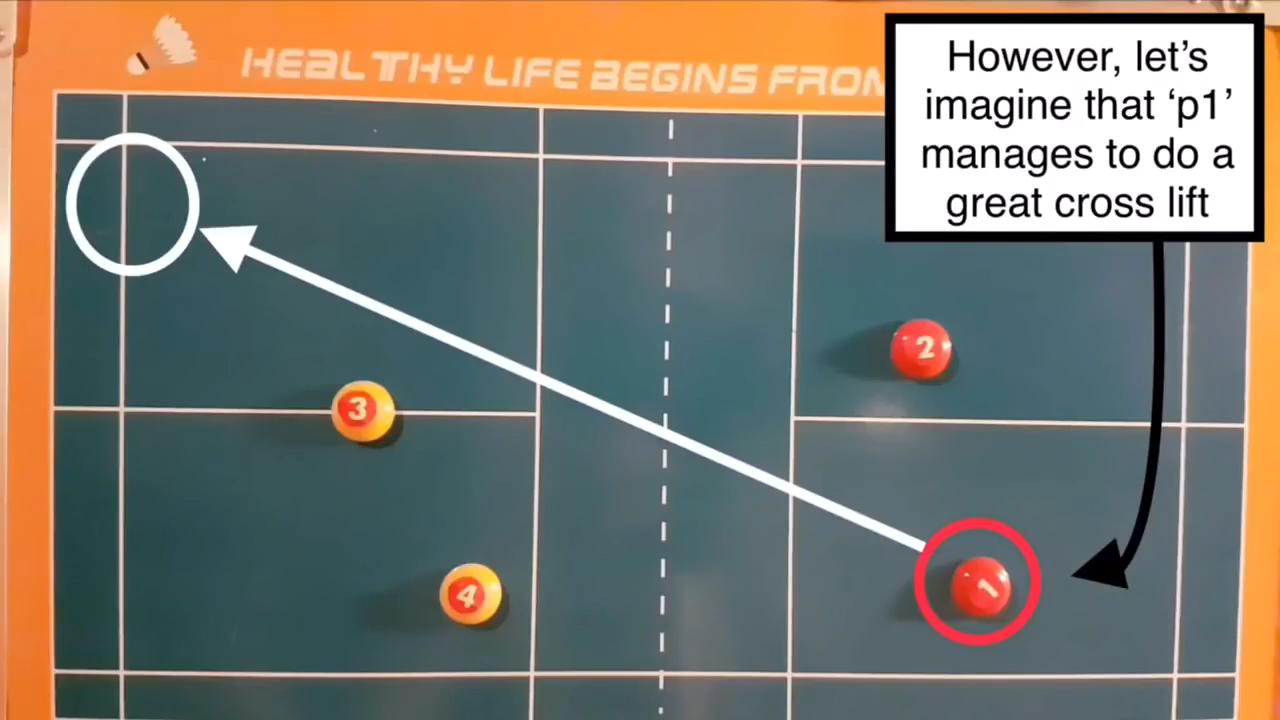 HEALTHY LIFE BEGINS FROM
However, let's
imagine that 'p1'
manages to do a
great cross lift
2
3
4
1